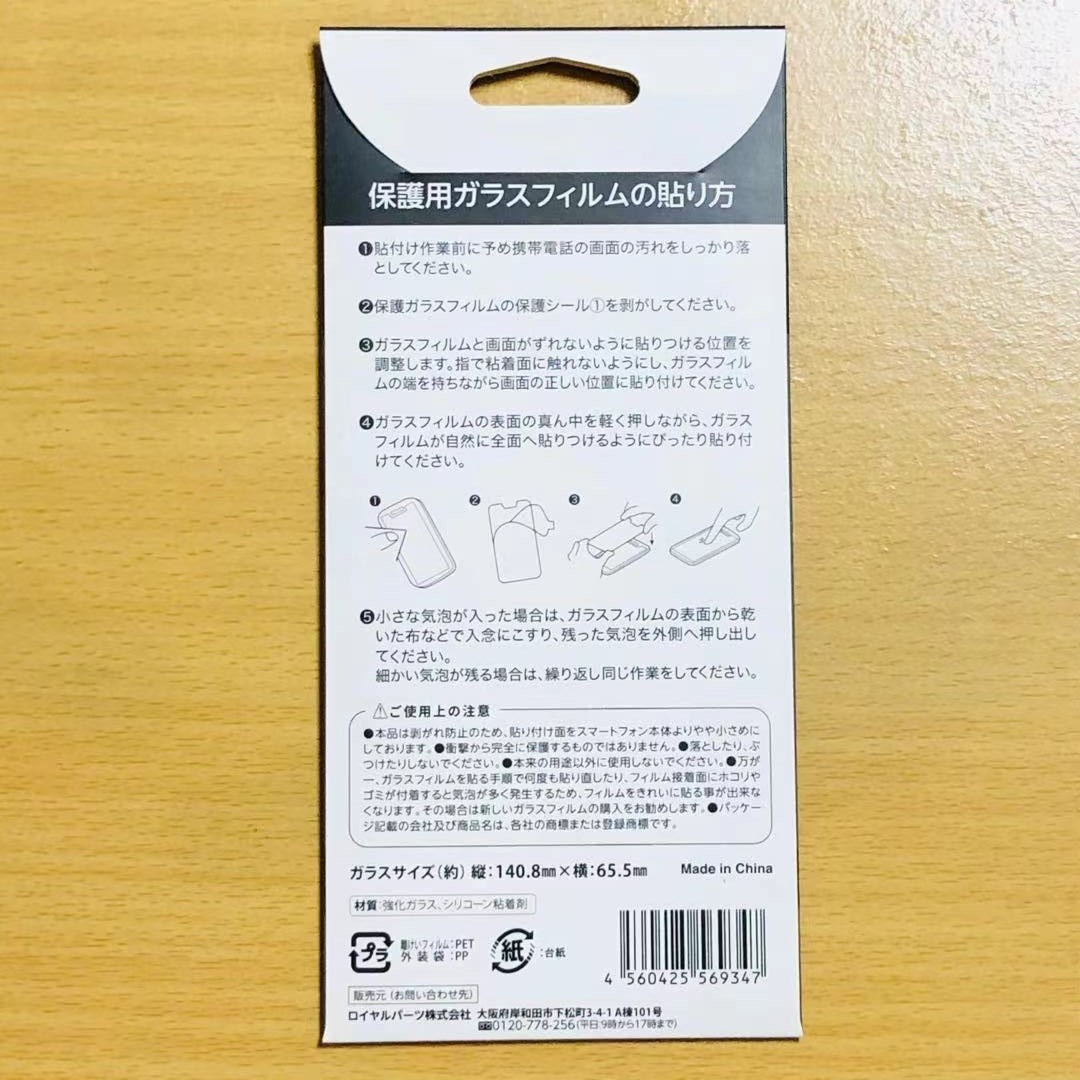 保護用ガラスフィルムの貼り方
❶貼付け作業前に予め携帯電話の画面の汚れをしっかり落
としてください。
❷保護ガラスフィルムの保護シール①を剥がしてください。
❸ガラスフィルムと画面がずれないように貼りつける位置を
調整します。指で粘着面に触れないようにし、ガラスフィル
ムの端を持ちながら画面の正しい位置に貼り付けてください。
❹ガラスフィルムの表面の真ん中を軽く押しながら、ガラス
フィルムが自然に全面へ貼りつけるようにぴったり貼り付
けてください。
❶ ❷ ❸ ❹
❺小さな気泡が入った場合は、ガラスフィルムの表面から乾
いた布などで入念にこすり、残った気泡を外側へ押し出し
てください。
細かい気泡が残る場合は、繰り返し同じ作業をしてください。
⚠ご使用上の注意
●本品は剥がれ防止のため、貼り付け面をスマートフォン本体よりやや小さめに
しております。●衝撃から完全に保護するものではありません。●落としたり、ぶ
つけたりしないでください。●本来の用途以外に使用しないでください。●万が
一、ガラスフィルムを貼る手順で何度も貼り直したり、フィルム接着面にホコリや
ゴミが付着すると気泡が多く発生するため、フィルムをきれいに貼る事が出来な
くなります。その場合は新しいガラスフィルムの購入をお勧めします。●パッケー
ジ記載の会社及び商品名は、各社の商標または登録商標です。
ガラスサイズ(約) 縦:140.8mm×横:65.5mm Made in China
材質:強化ガラス、シリコーン粘着剤
プラ 離けいフィルム:PET
外装袋:PP
紙 :台紙
4 560425 569347
販売元(お問い合わせ先)
ロイヤルパーツ株式会社 大阪府岸和田市下松町3-4-1 A棟101号
0120-778-256(平日:9時から17時まで)